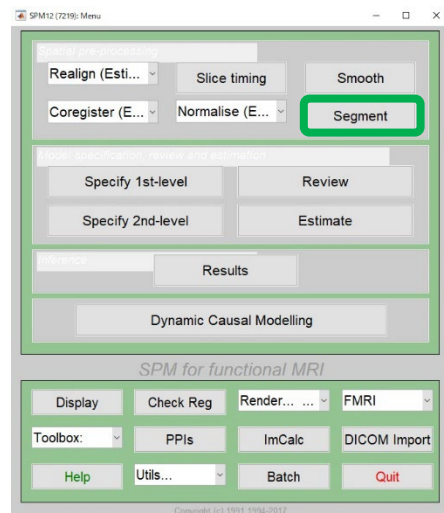 SPM12 (7219): Menu
Spatial pre-processing
Realign (Esti...
Slice timing
Smooth
Coregister (E...
Normalise (E...
Segment
Model specification, review and estimation
Specify 1st-level
Review
Specify 2nd-level
Estimate
Inference
Results
Dynamic Causal Modelling
SPM for functional MRI
Display
Check Reg
Render... ...
FMRI
Toolbox:
PPIs
ImCalc
DICOM Import
Help
Utils...
Batch
Quit
Copyright (c) 1991,1994-2017